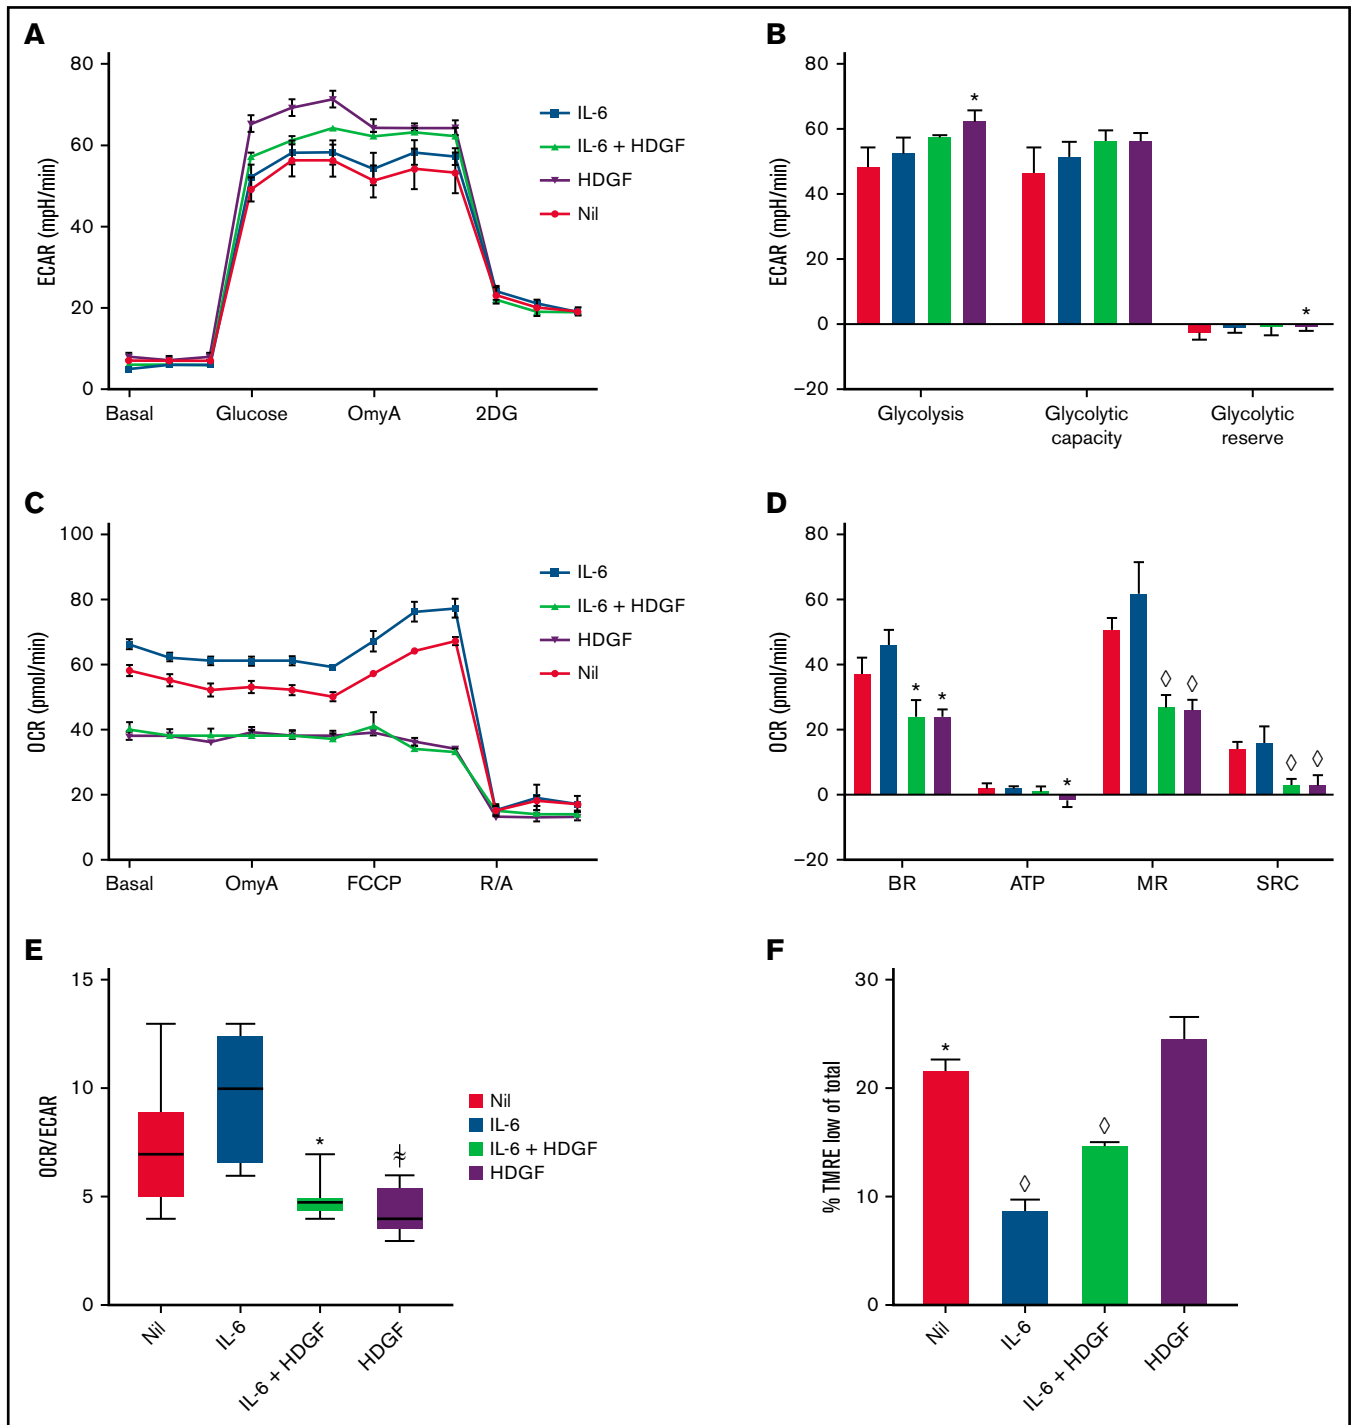 A
80
60
40
20
0
ECAR (mpH/min)
Basal
Glucose
OmyA
2DG
IL-6
IL-6 + HDGF
HDGF
Nil
B
80
60
40
20
0
−20
ECAR (mpH/min)
*
*
Glycolysis
Glycolytic
capacity
Glycolytic
reserve
C
100
80
60
40
20
0
OCR (pmol/min)
Basal
OmyA
FCCP
R/A
IL-6
IL-6 + HDGF
HDGF
Nil
D
80
60
40
20
0
−20
OCR (pmol/min)
* *
*
◊ ◊
◊ ◊
BR
ATP
MR
SRC
E
15
10
5
0
OCR/ECAR
*
Nil
IL-6
IL-6 + HDGF
HDGF
Nil
IL-6
IL-6 + HDGF
HDGF
F
30
20
10
0
% TMRE low of total
*
◊
◊
Nil
IL-6
IL-6 + HDGF
HDGF